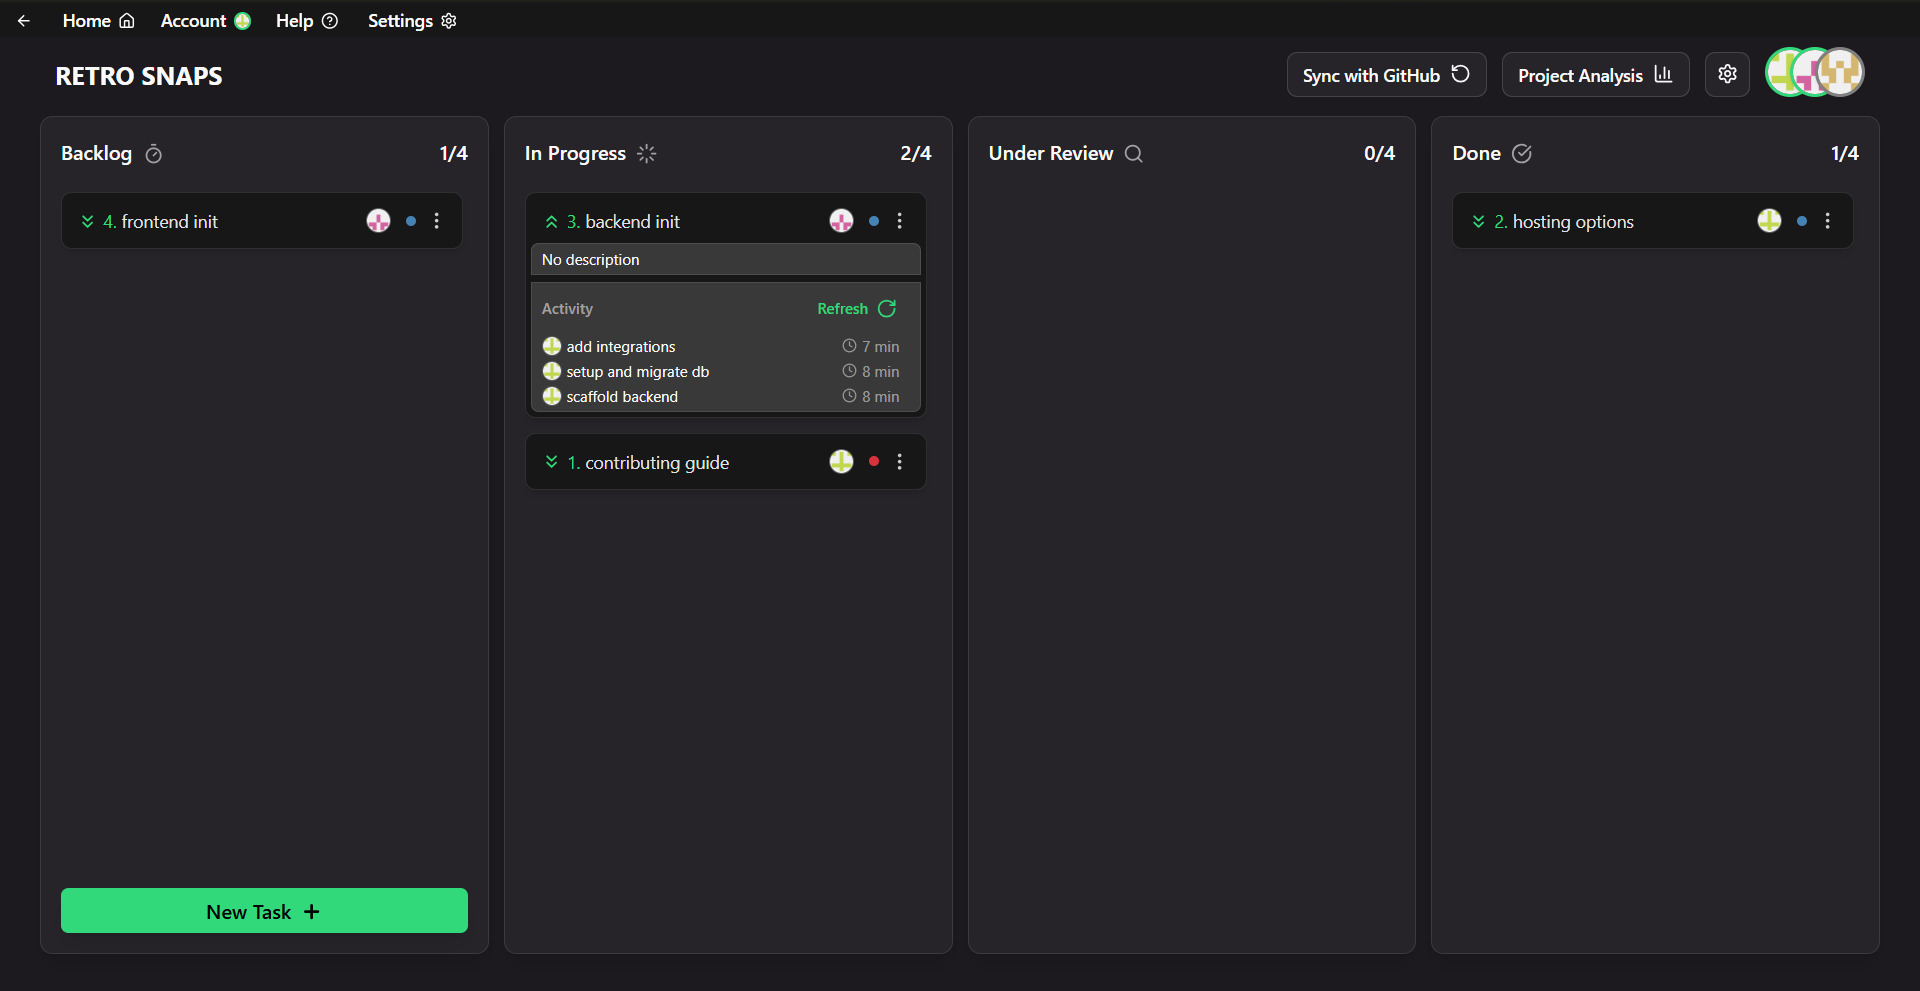 Home Account Help Settings
RETRO SNAPS
Sync with GitHub
Project Analysis
Backlog 1/4
4. frontend init
New Task
In Progress 2/4
3. backend init
No description
Activity Refresh
add integrations 7 min
setup and migrate db 8 min
scaffold backend 8 min
1. contributing guide
Under Review 0/4
Done 1/4
2. hosting options